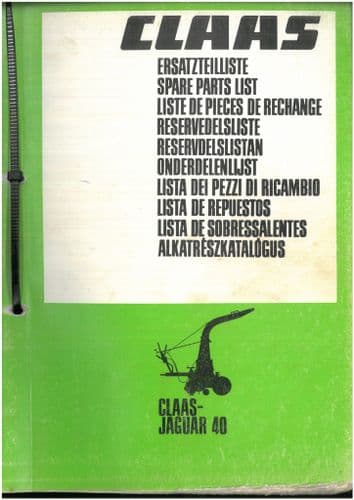 CLAAS
ERSATZTEILLISTE
SPARE PARTS LIST
LISTE DE PIECES DE RECHANGE
RESERVEDELSLISTE
RESERVDELSLISTAN
ONDERDELENLIJST
LISTA DEI PEZZI DI RICAMBIO
LISTA DE REPUESTOS
LISTA DE SOBRESSALENTES
ALKATRÉSZKATALÓGUS
CLAAS-
JAGUAR 40